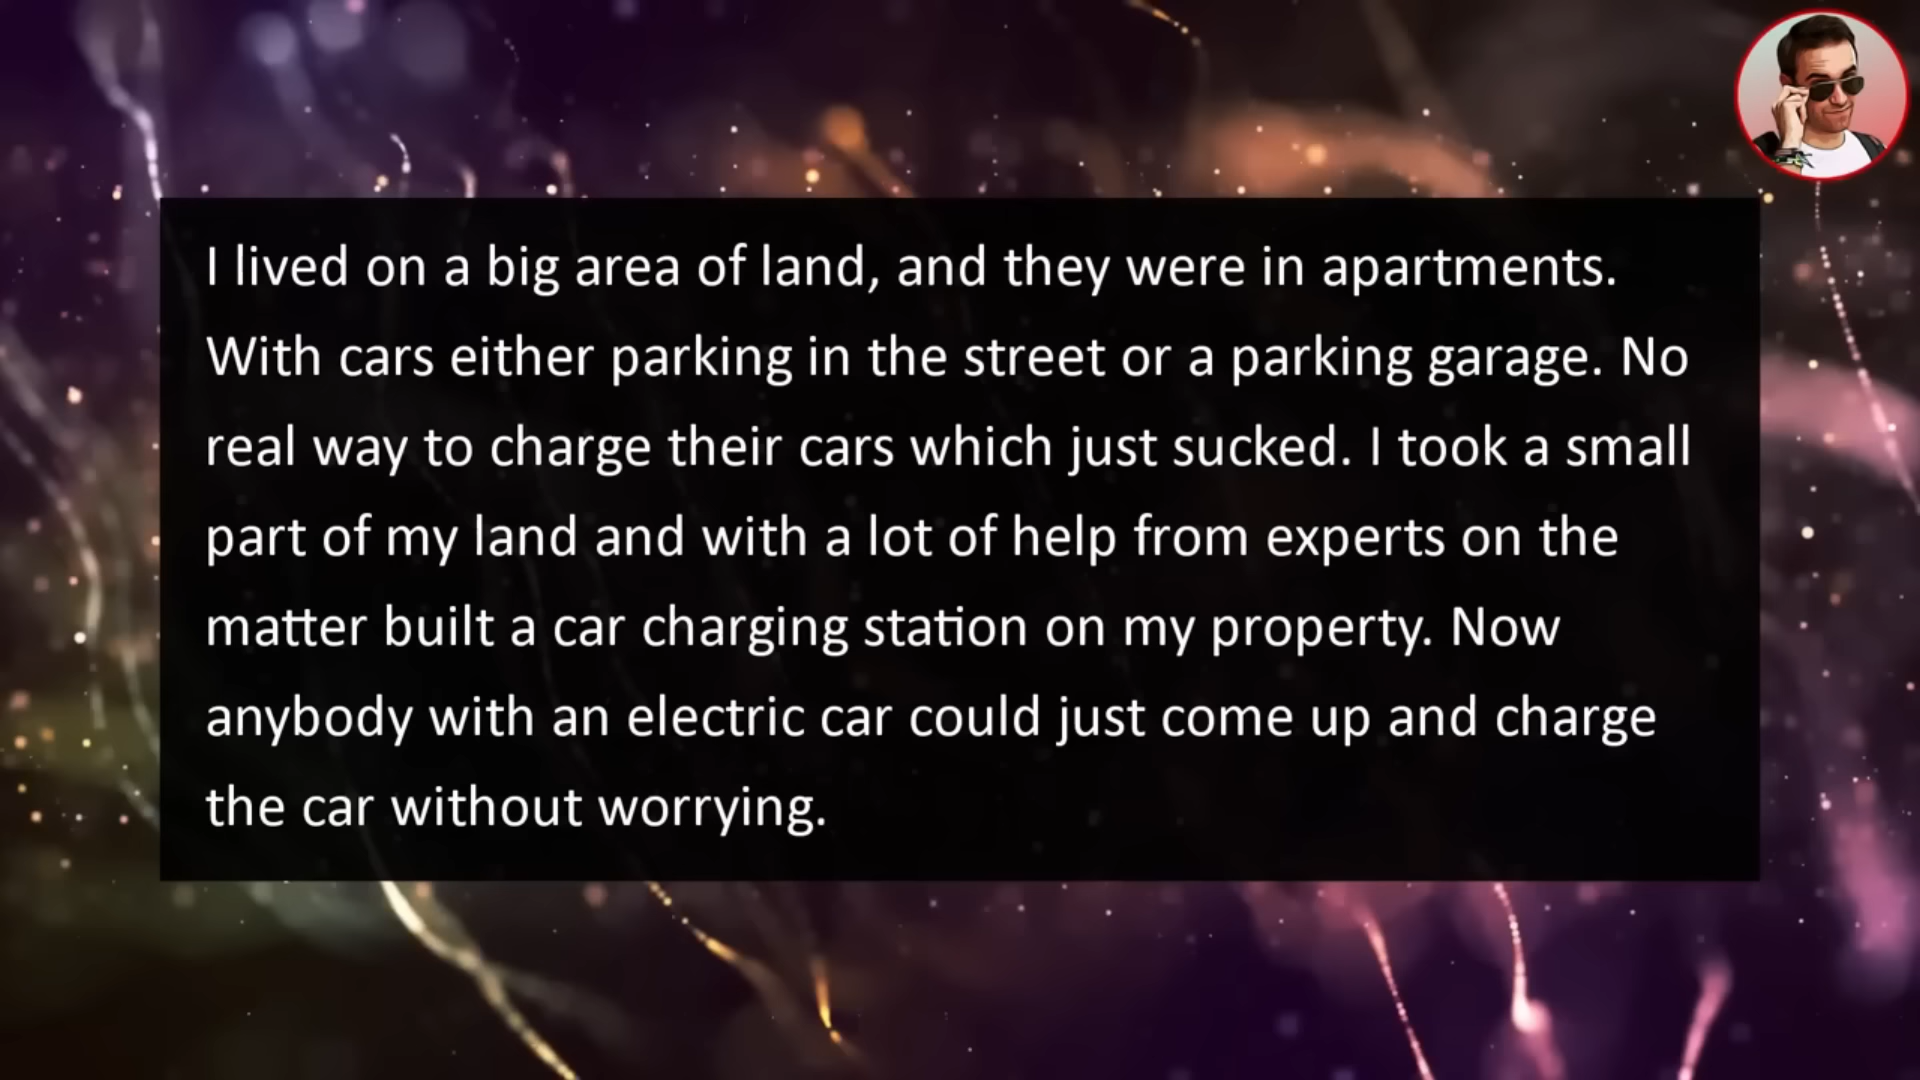 I lived on a big area of land, and they were in apartments.
With cars either parking in the street or a parking garage. No
real way to charge their cars which just sucked. I took a small
part of my land and with a lot of help from experts on the
matter built a car charging station on my property. Now
anybody with an electric car could just come up and charge
the car without worrying.